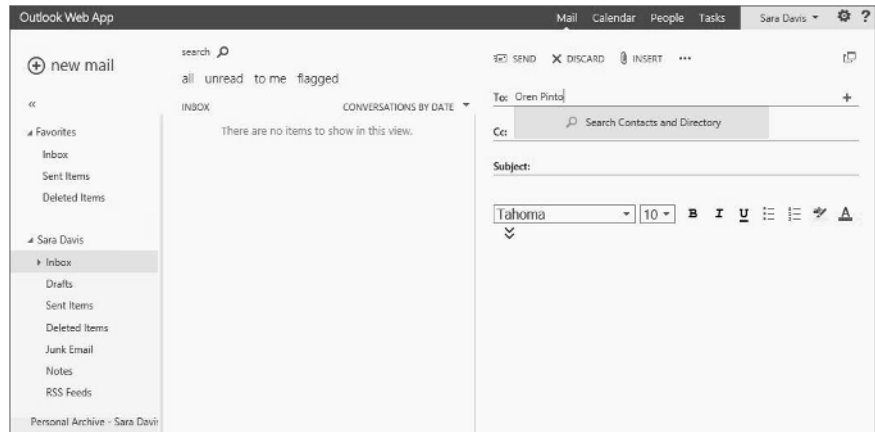 Outlook Web App
Mail Calendar People Tasks Sara Davis ?
new mail
«
Favorites
Inbox
Sent Items
Deleted Items
Sara Davis
Inbox
Drafts
Sent Items
Deleted Items
Junk Email
Notes
RSS Feeds
Personal Archive - Sara Davis
search
all unread to me flagged
INBOX CONVERSATIONS BY DATE
There are no items to show in this view.
SEND X DISCARD INSERT •••
To: Oren Pinto +
Search Contacts and Directory
Cc:
Subject:
Tahoma 10 B I U A